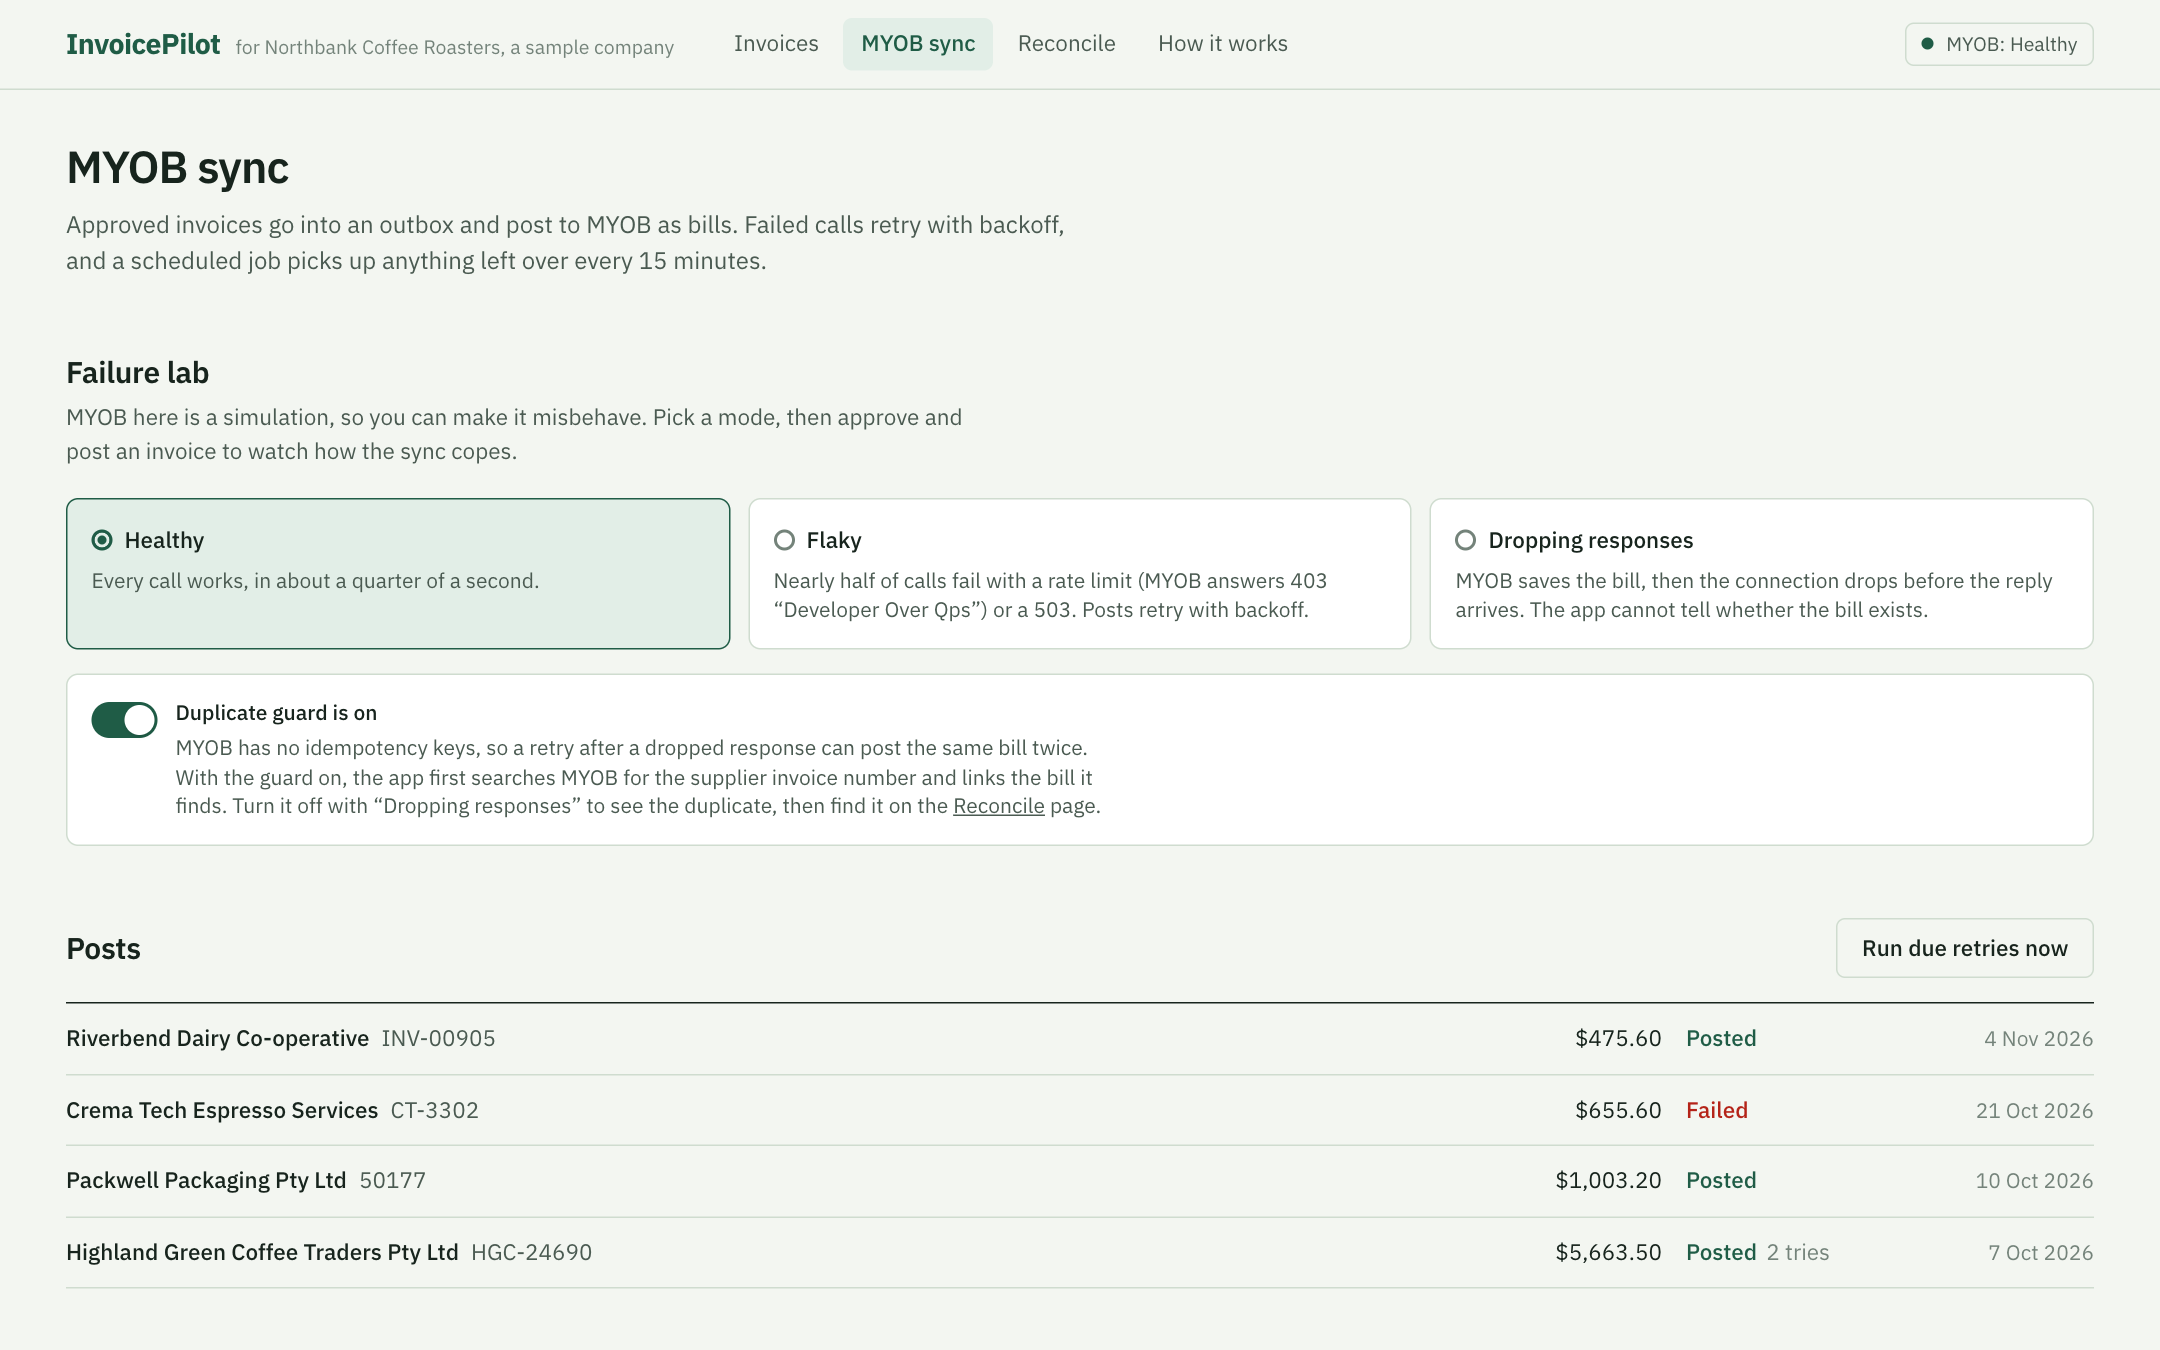 InvoicePilot for Northbank Coffee Roasters, a sample company Invoices MYOB sync Reconcile How it works MYOB: Healthy
MYOB sync
Approved invoices go into an outbox and post to MYOB as bills. Failed calls retry with backoff,
and a scheduled job picks up anything left over every 15 minutes.
Failure lab
MYOB here is a simulation, so you can make it misbehave. Pick a mode, then approve and
post an invoice to watch how the sync copes.
Healthy
Every call works, in about a quarter of a second.
Flaky
Nearly half of calls fail with a rate limit (MYOB answers 403
“Developer Over Qps”) or a 503. Posts retry with backoff.
Dropping responses
MYOB saves the bill, then the connection drops before the reply
arrives. The app cannot tell whether the bill exists.
Duplicate guard is on
MYOB has no idempotency keys, so a retry after a dropped response can post the same bill twice.
With the guard on, the app first searches MYOB for the supplier invoice number and links the bill it
finds. Turn it off with “Dropping responses” to see the duplicate, then find it on the Reconcile page.
Posts Run due retries now
Riverbend Dairy Co-operative INV-00905 $475.60 Posted 4 Nov 2026
Crema Tech Espresso Services CT-3302 $655.60 Failed 21 Oct 2026
Packwell Packaging Pty Ltd 50177 $1,003.20 Posted 10 Oct 2026
Highland Green Coffee Traders Pty Ltd HGC-24690 $5,663.50 Posted 2 tries 7 Oct 2026